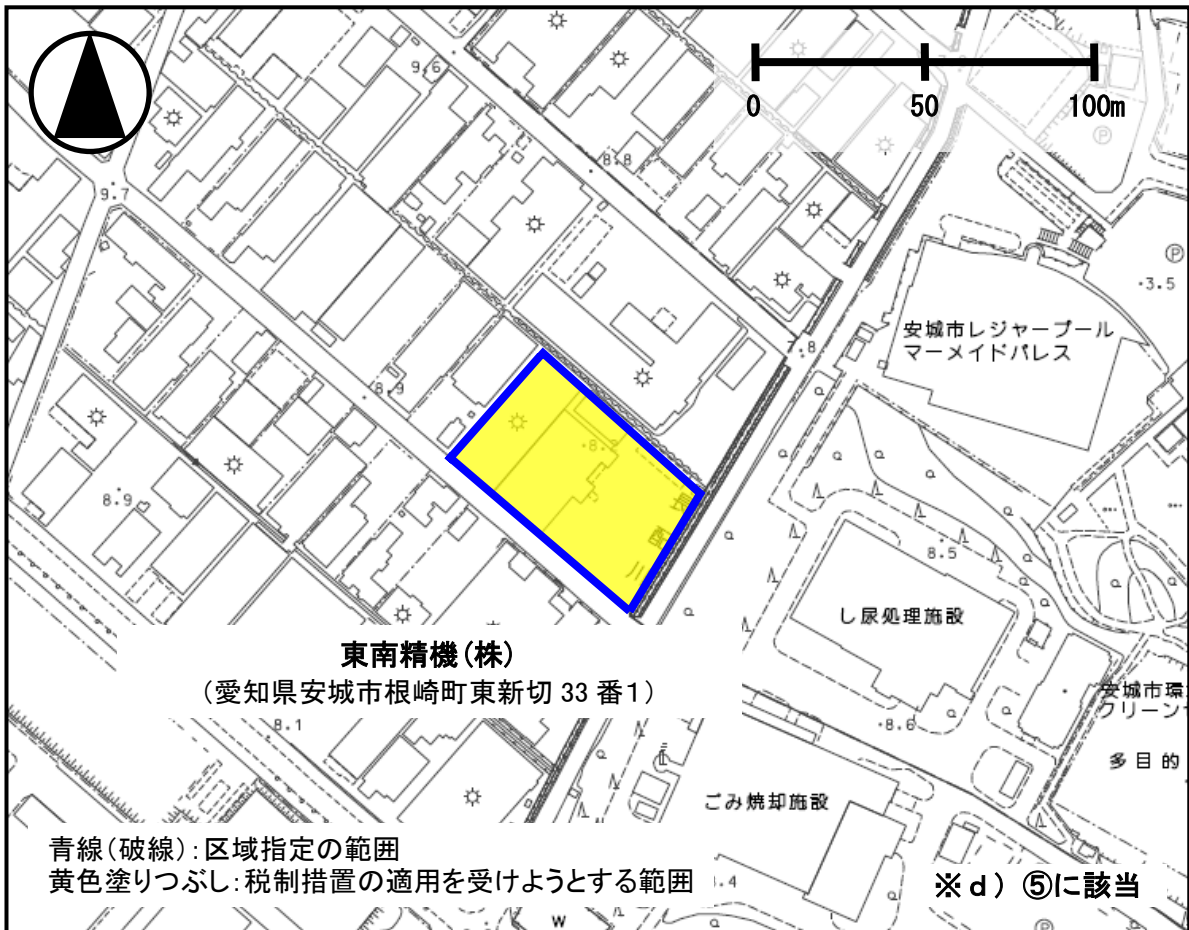 9.6
0
50
100m
8.8
9.7
3.5
安城市レジャープール
マーメイドパレス
7.8
8.9
8.2
8.9
長
川
8.5
し尿処理施設
東南精機(株)
(愛知県安城市根崎町東新切 33 番1)
8.1
8.6
安城市環
クリーン
多目的
ごみ焼却施設
青線(破線):区域指定の範囲
黄色塗りつぶし:税制措置の適用を受けようとする範囲
※d) ⑤に該当
W
P
P
P